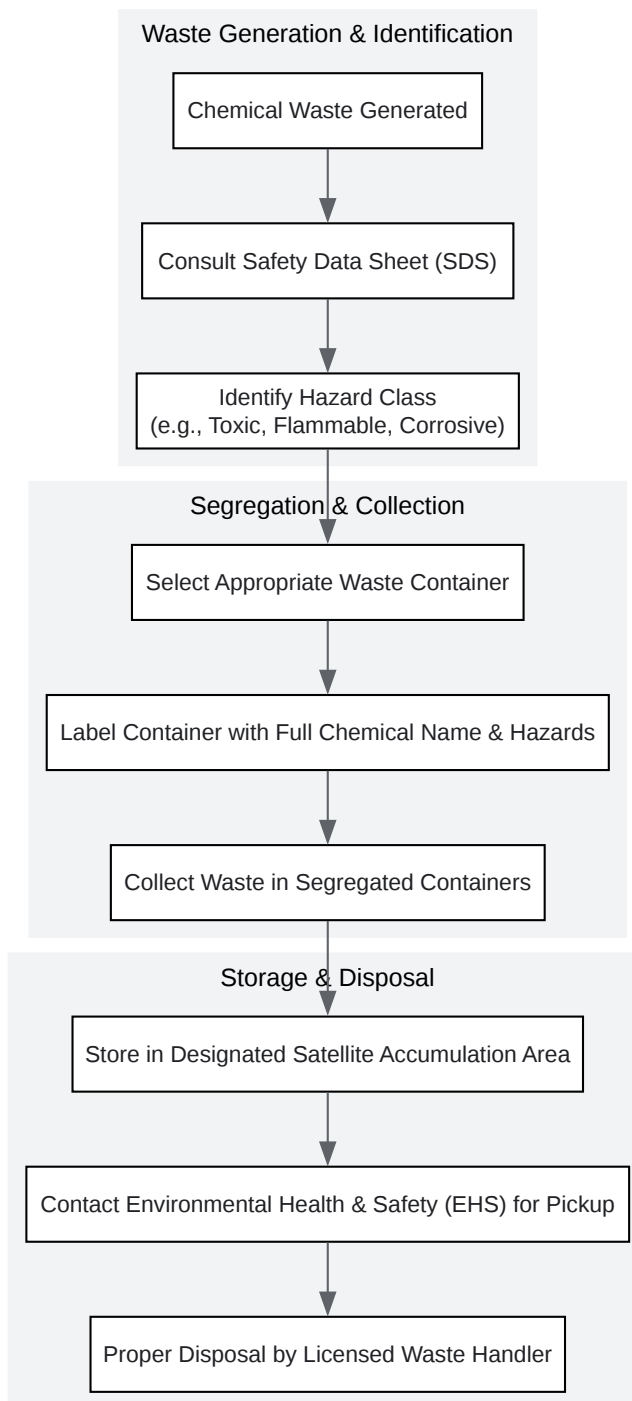 Waste Generation & Identification
Chemical Waste Generated
Consult Safety Data Sheet (SDS)
Identify Hazard Class
(e.g., Toxic, Flammable, Corrosive)
Segregation & Collection
Select Appropriate Waste Container
Label Container with Full Chemical Name & Hazards
Collect Waste in Segregated Containers
Storage & Disposal
Store in Designated Satellite Accumulation Area
Contact Environmental Health & Safety (EHS) for Pickup
Proper Disposal by Licensed Waste Handler